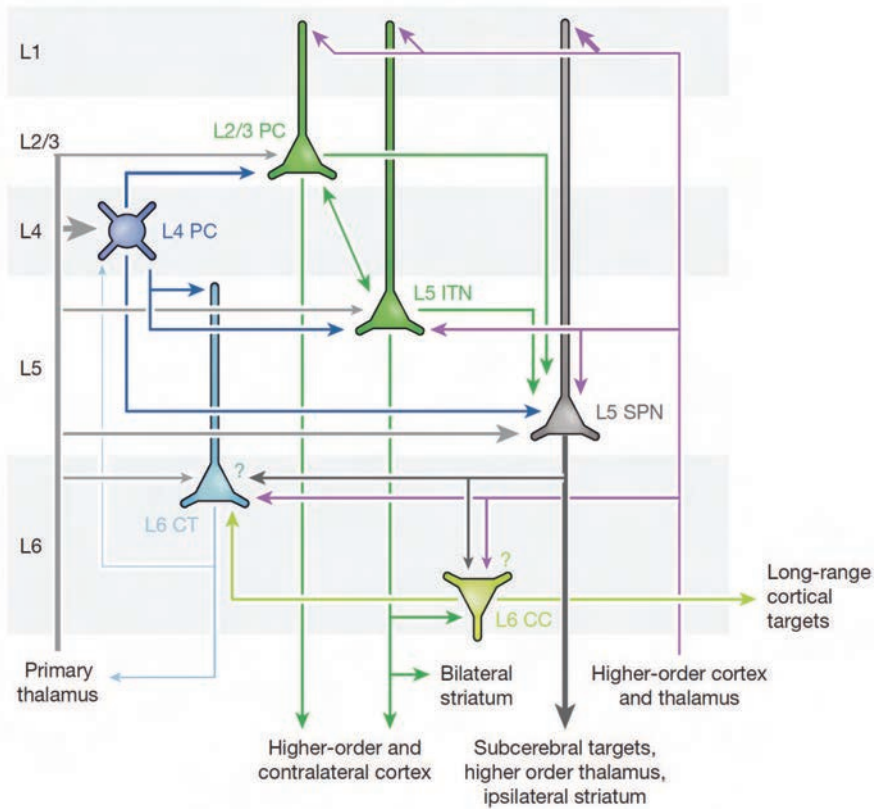 L1
L2/3
L2/3 PC
L4
L4 PC
L5 ITN
L5
L5 SPN
?
L6 CT
L6
?
L6 CC
Long-range
cortical
targets
Primary
thalamus
Bilateral
striatum
Higher-order cortex
and thalamus
Higher-order and
contralateral cortex
Subcerebral targets,
higher order thalamus,
ipsilateral striatum